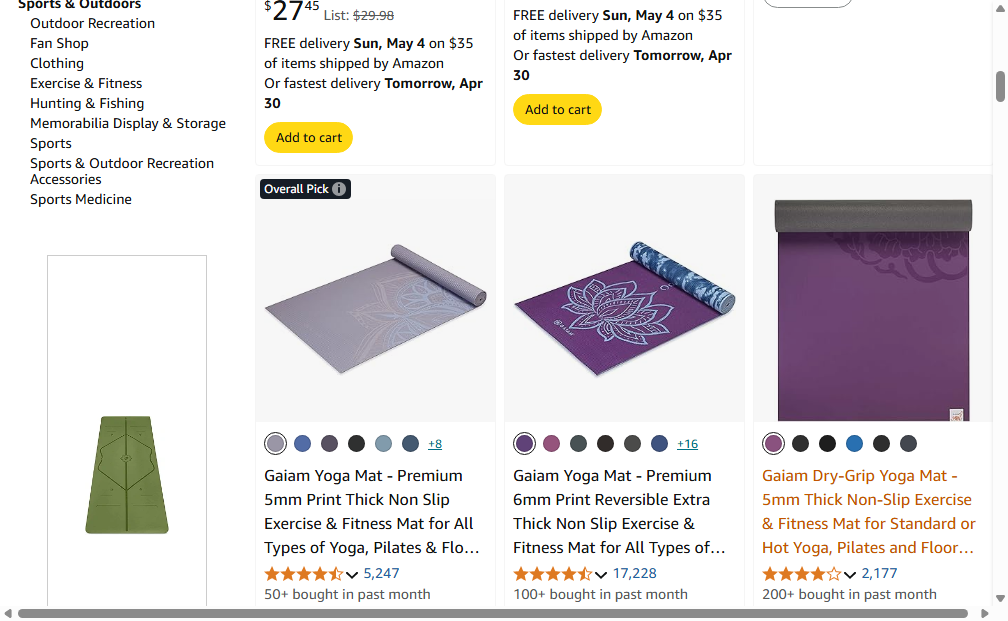 Sports & Outdoors
Outdoor Recreation
Fan Shop
Clothing
Exercise & Fitness
Hunting & Fishing
Memorabilia Display & Storage
Sports
Sports & Outdoor Recreation
Accessories
Sports Medicine
$27.45 List: $29.98
FREE delivery Sun, May 4 on $35
of items shipped by Amazon
Or fastest delivery Tomorrow, Apr
30
Add to cart
FREE delivery Sun, May 4 on $35
of items shipped by Amazon
Or fastest delivery Tomorrow, Apr
30
Add to cart
Overall Pick
+8
Gaiam Yoga Mat - Premium
5mm Print Thick Non Slip
Exercise & Fitness Mat for All
Types of Yoga, Pilates & Flo…
5,247
50+ bought in past month
+16
Gaiam Yoga Mat - Premium
6mm Print Reversible Extra
Thick Non Slip Exercise &
Fitness Mat for All Types of…
17,228
100+ bought in past month
Gaiam Dry-Grip Yoga Mat -
5mm Thick Non-Slip Exercise
& Fitness Mat for Standard or
Hot Yoga, Pilates and Floor…
2,177
200+ bought in past month